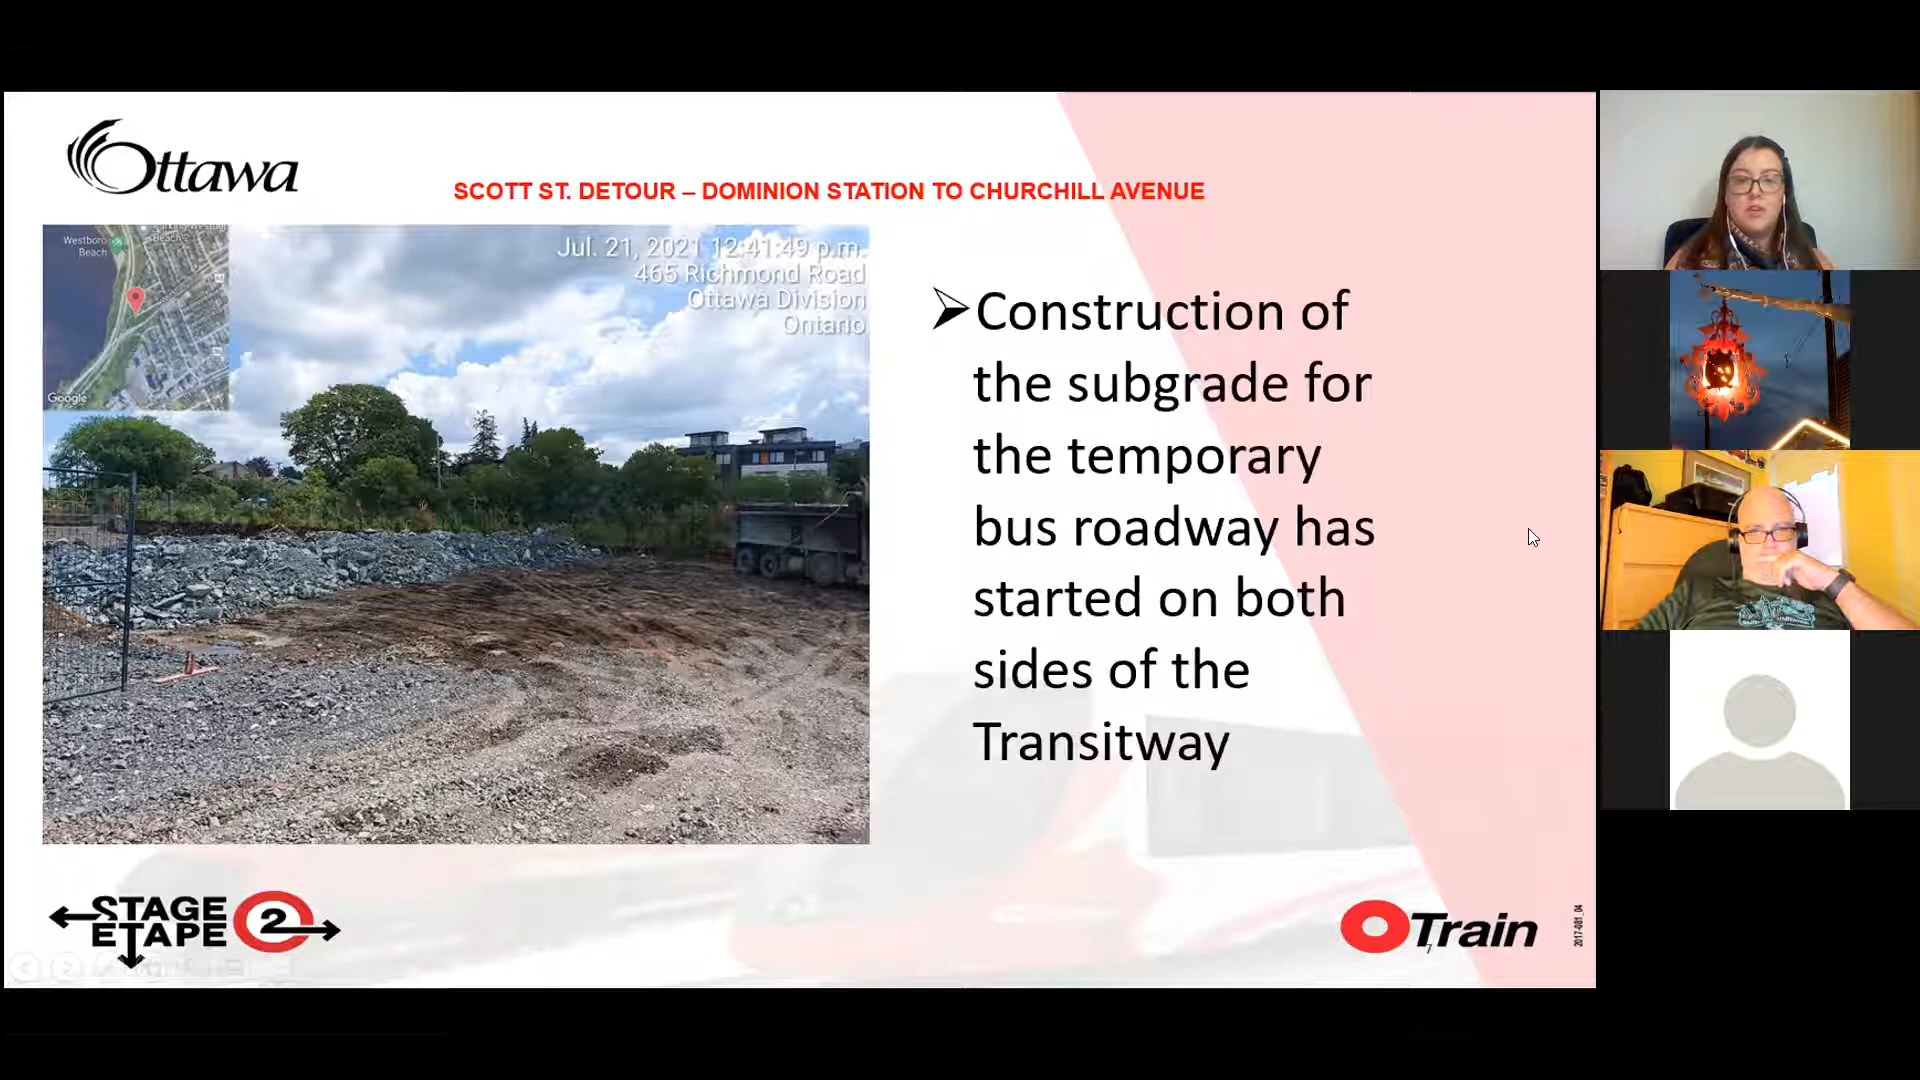 Ottawa
SCOTT ST. DETOUR – DOMINION STATION TO CHURCHILL AVENUE
Westboro
Beach
Google
Jul. 21, 2021 12:41:49 p.m.
465 Richmond Road
Ottawa Division
Ontario
➢Construction of
the subgrade for
the temporary
bus roadway has
started on both
sides of the
Transitway
STAGE 2
ETAPE
O Train
7
2017-081_04